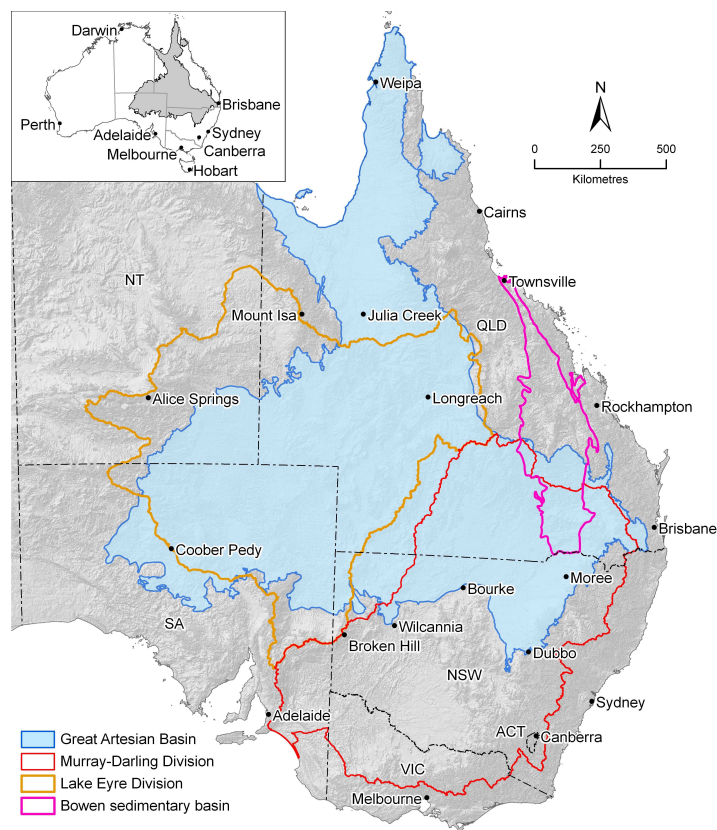 Darwin
Brisbane
Perth
Adelaide
Sydney
Melbourne
Canberra
Hobart
N
0 250 500
Kilometres
Weipa
Cairns
Townsville
NT
Mount Isa
Julia Creek
QLD
Alice Springs
Longreach
Rockhampton
Brisbane
Coober Pedy
Moree
Bourke
SA
Wilcannia
Broken Hill
Dubbo
NSW
Sydney
Adelaide
ACT
Canberra
VIC
Melbourne
Great Artesian Basin
Murray-Darling Division
Lake Eyre Division
Bowen sedimentary basin